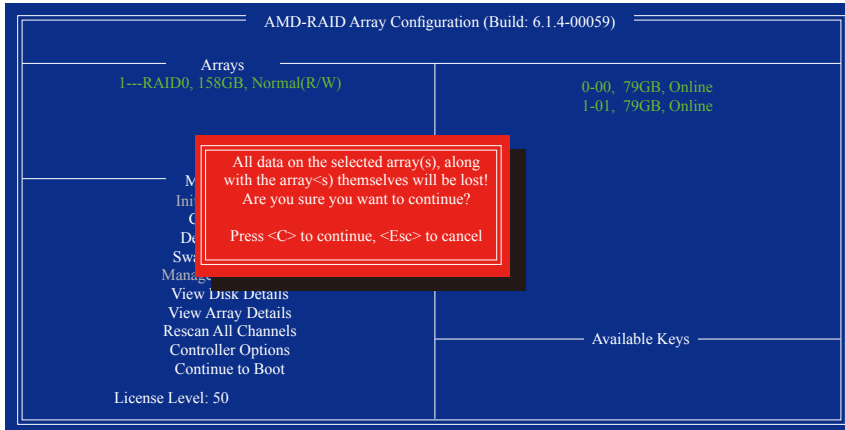 AMD-RAID Array Configuration (Build: 6.1.4-00059)
Arrays
1---RAID0, 158GB, Normal(R/W)
0-00, 79GB, Online
1-01, 79GB, Online
All data on the selected array(s), along
with the array<s) themselves will be lost!
Are you sure you want to continue?
Press <C> to continue, <Esc> to cancel
View Disk Details
View Array Details
Rescan All Channels
Controller Options
Continue to Boot
License Level: 50
Available Keys